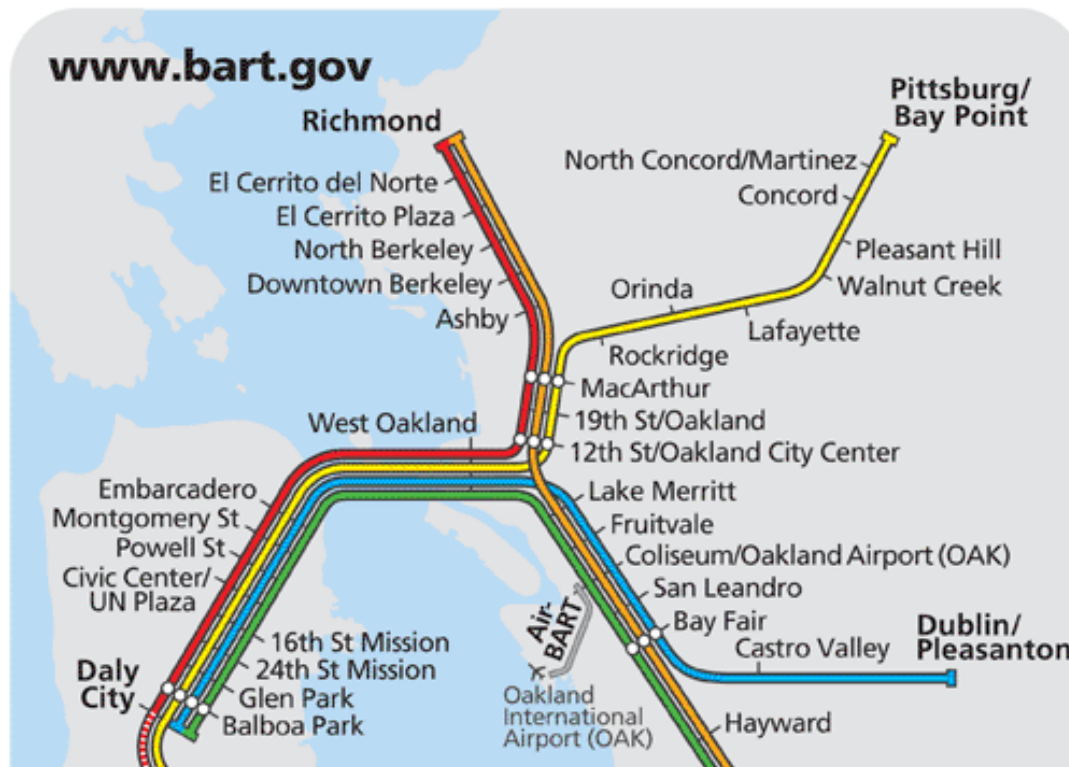 www.bart.gov
Pittsburg/
Bay Point
Richmond
North Concord/Martinez
El Cerrito del Norte
Concord
El Cerrito Plaza
North Berkeley
Pleasant Hill
Downtown Berkeley
Orinda
Walnut Creek
Ashby
Lafayette
Rockridge
MacArthur
West Oakland
19th St/Oakland
12th St/Oakland City Center
Embarcadero
Lake Merritt
Montgomery St
Fruitvale
Powell St
Coliseum/Oakland Airport (OAK)
Civic Center/
UN Plaza
San Leandro
Air-
BART
Bay Fair
16th St Mission
Castro Valley
Dublin/
Pleasanton
24th St Mission
Daly
City
Glen Park
Balboa Park
Oakland
International
Airport (OAK)
Hayward